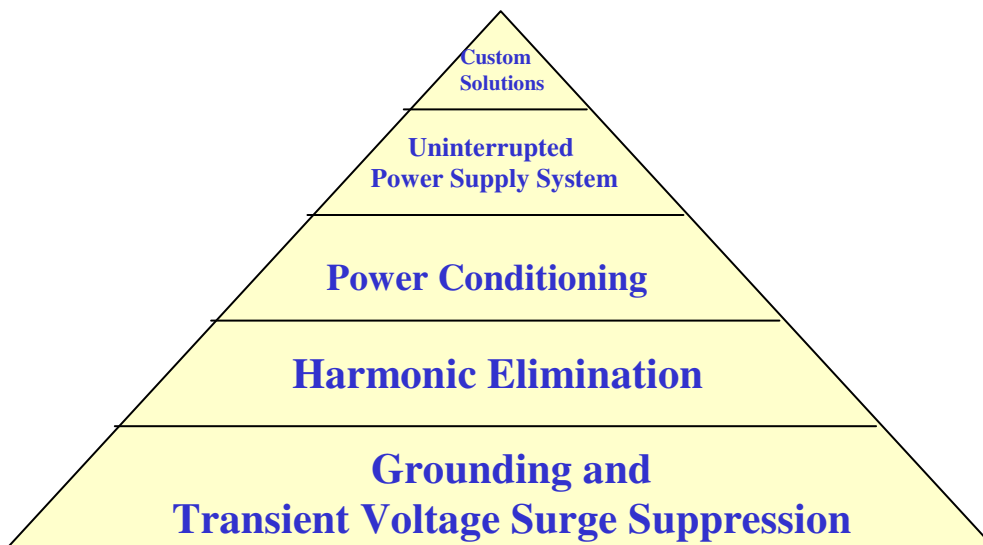 Custom
Solutions
Uninterrupted
Power Supply System
Power Conditioning
Harmonic Elimination
Grounding and
Transient Voltage Surge Suppression